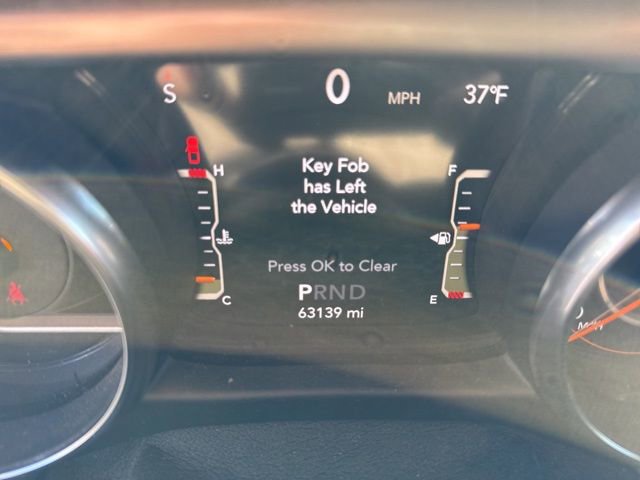 S 0 MPH 37°F
H Key Fob F
has Left
the Vehicle
Press OK to Clear
C PRND E
63139 mi